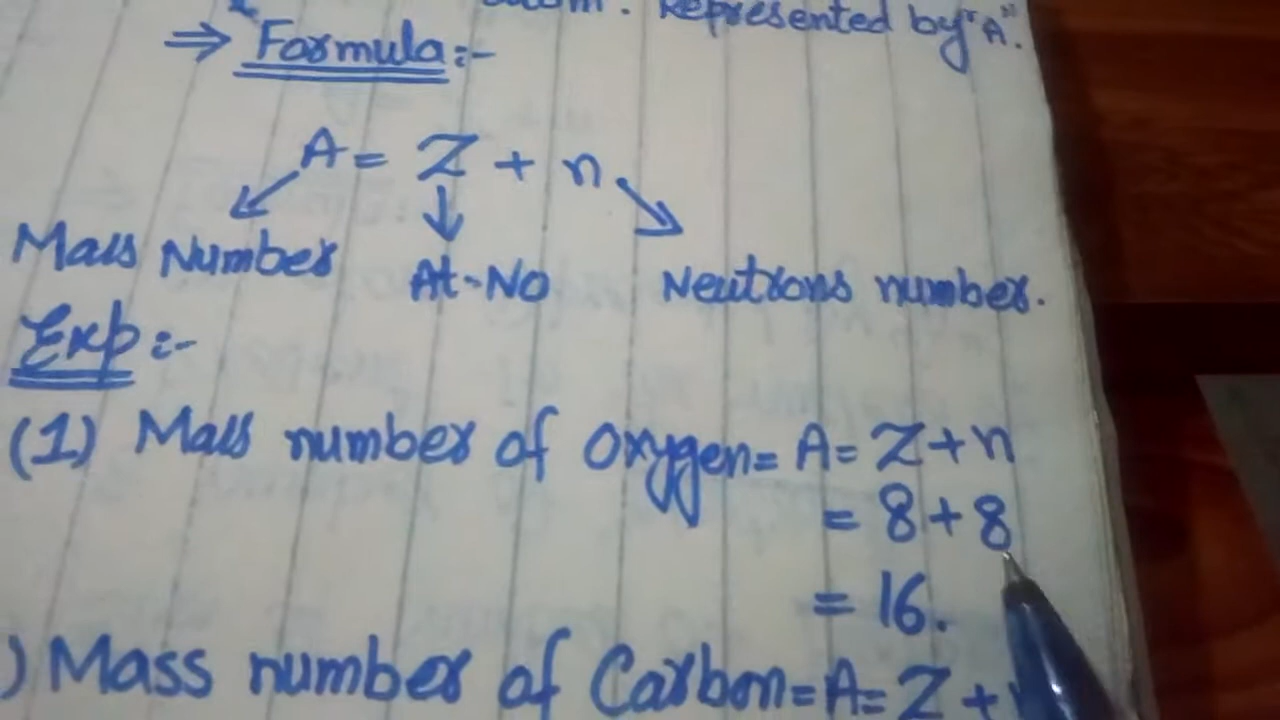 atom. Represented by "A".
⇒ Formula:-
A = Z + n
Mass Number At-No Neutrons number.
Exp:-
(1) Mass number of Oxygen = A = Z + n
= 8 + 8
= 16.
) Mass number of Carbon = A = Z +